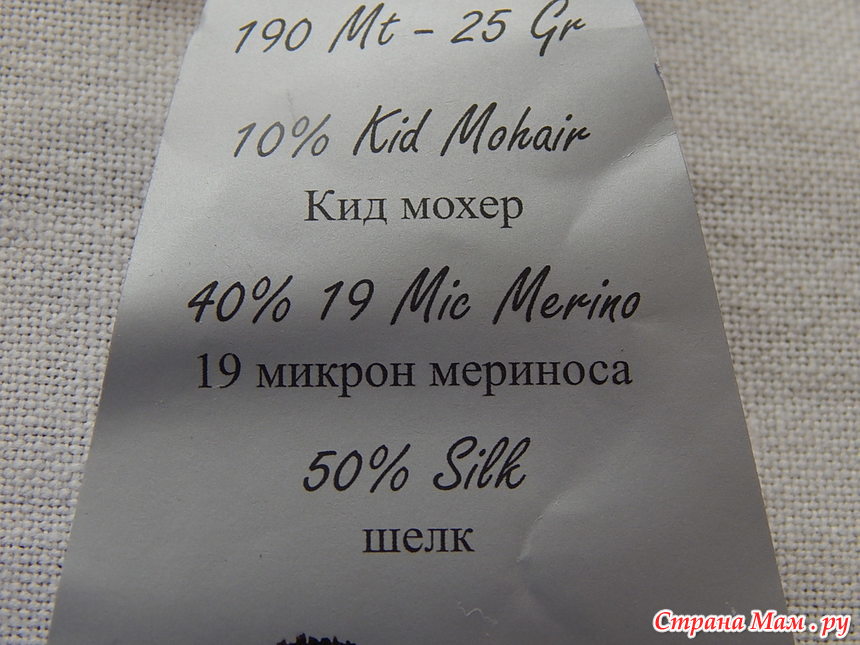 190 Mt - 25 Gr
10% Kid Mohair
Кид мохер
40% 19 Mic Merino
19 микрон мериноса
50% Silk
шелк
Страна Мам.ру